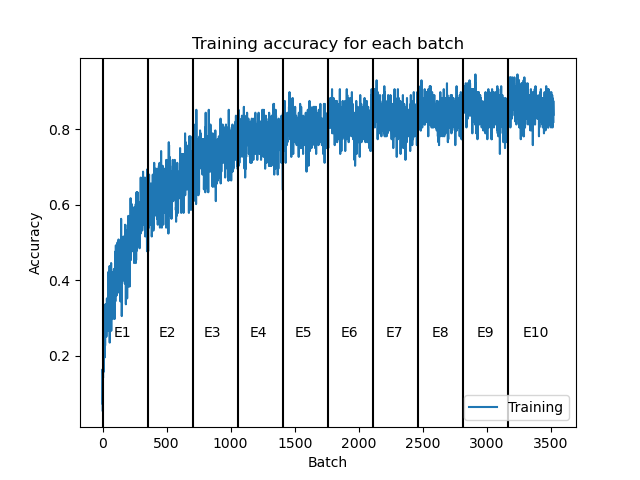 Training accuracy for each batch
Accuracy
0.8
0.6
0.4
0.2
E1 E2 E3 E4 E5 E6 E7 E8 E9 E10
Training
0 500 1000 1500 2000 2500 3000 3500
Batch